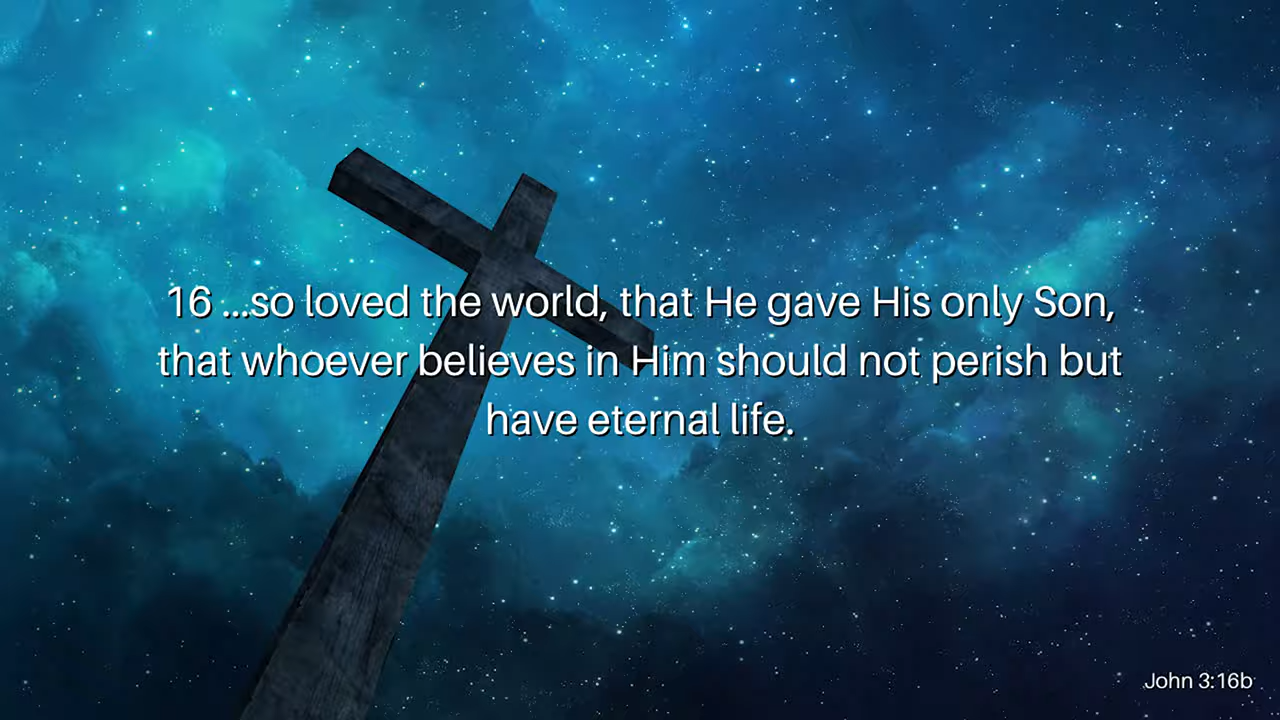 16 ...so loved the world, that He gave His only Son,
that whoever believes in Him should not perish but
have eternal life.
John 3:16b